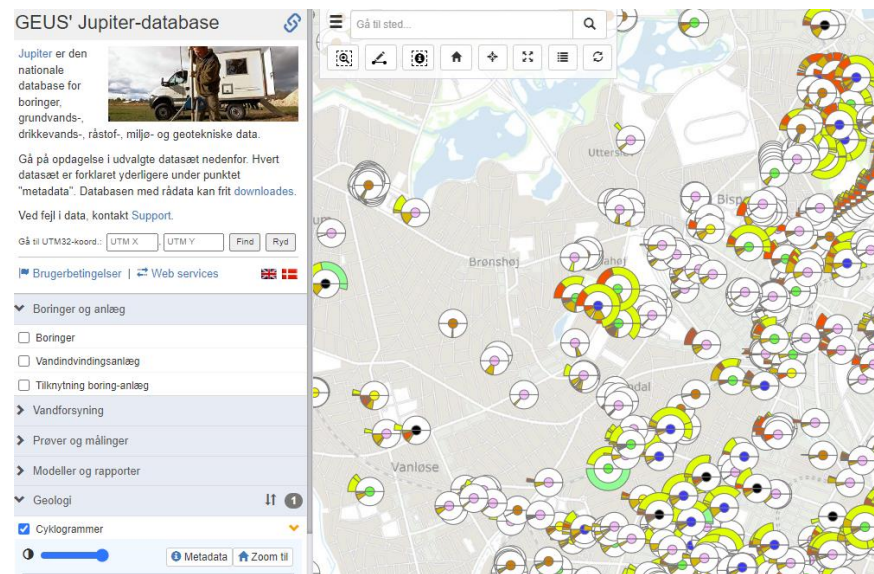 GEUS' Jupiter-database
Jupiter er den
nationale
database for
boringer,
grundvands-,
drikkevands-, råstof-, miljø- og geotekniske data.
Gå på opdagelse i udvalgte datasæt nedenfor. Hvert
datasæt er forklaret yderligere under punktet
"metadata". Databasen med rådata kan frit downloades.
Ved fejl i data, kontakt Support.
Gå til UTM32-koord.: UTM X , UTM Y Find Ryd
Brugerbetingelser | Web services
Boringer og anlæg
Boringer
Vandindvindingsanlæg
Tilknytning boring-anlæg
Vandforsyning
Prøver og målinger
Modeller og rapporter
Geologi 1
Cyklogrammer
Metadata Zoom til
Gå til sted...
Brønshøj
Vanløse